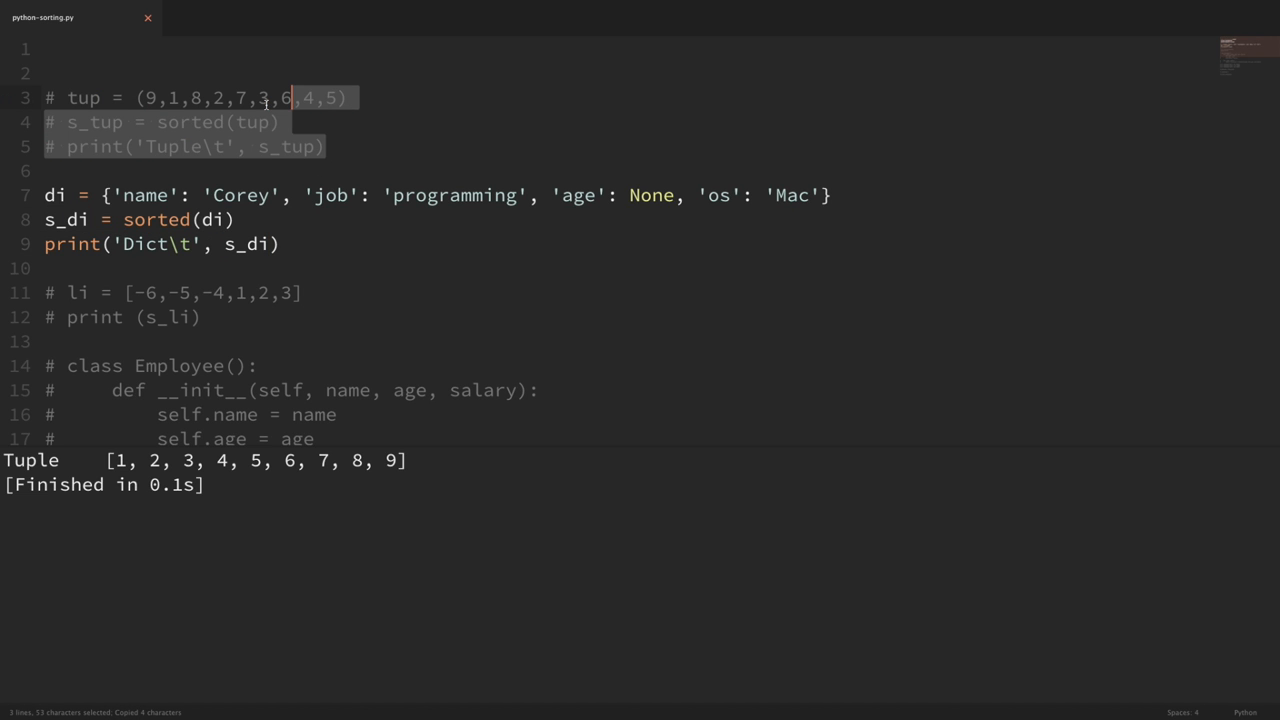 python-sorting.py ×
1
2
3 # tup = (9,1,8,2,7,3,6,4,5)
4 # s_tup = sorted(tup)
5 # print('Tuple\t', s_tup)
6
7 di = {'name': 'Corey', 'job': 'programming', 'age': None, 'os': 'Mac'}
8 s_di = sorted(di)
9 print('Dict\t', s_di)
10
11 # li = [-6,-5,-4,1,2,3]
12 # print (s_li)
13
14 # class Employee():
15 #     def __init__(self, name, age, salary):
16 #         self.name = name
17 #         self.age = age
Tuple    [1, 2, 3, 4, 5, 6, 7, 8, 9]
[Finished in 0.1s]
3 lines, 53 characters selected; Copied 4 characters Spaces: 4 Python